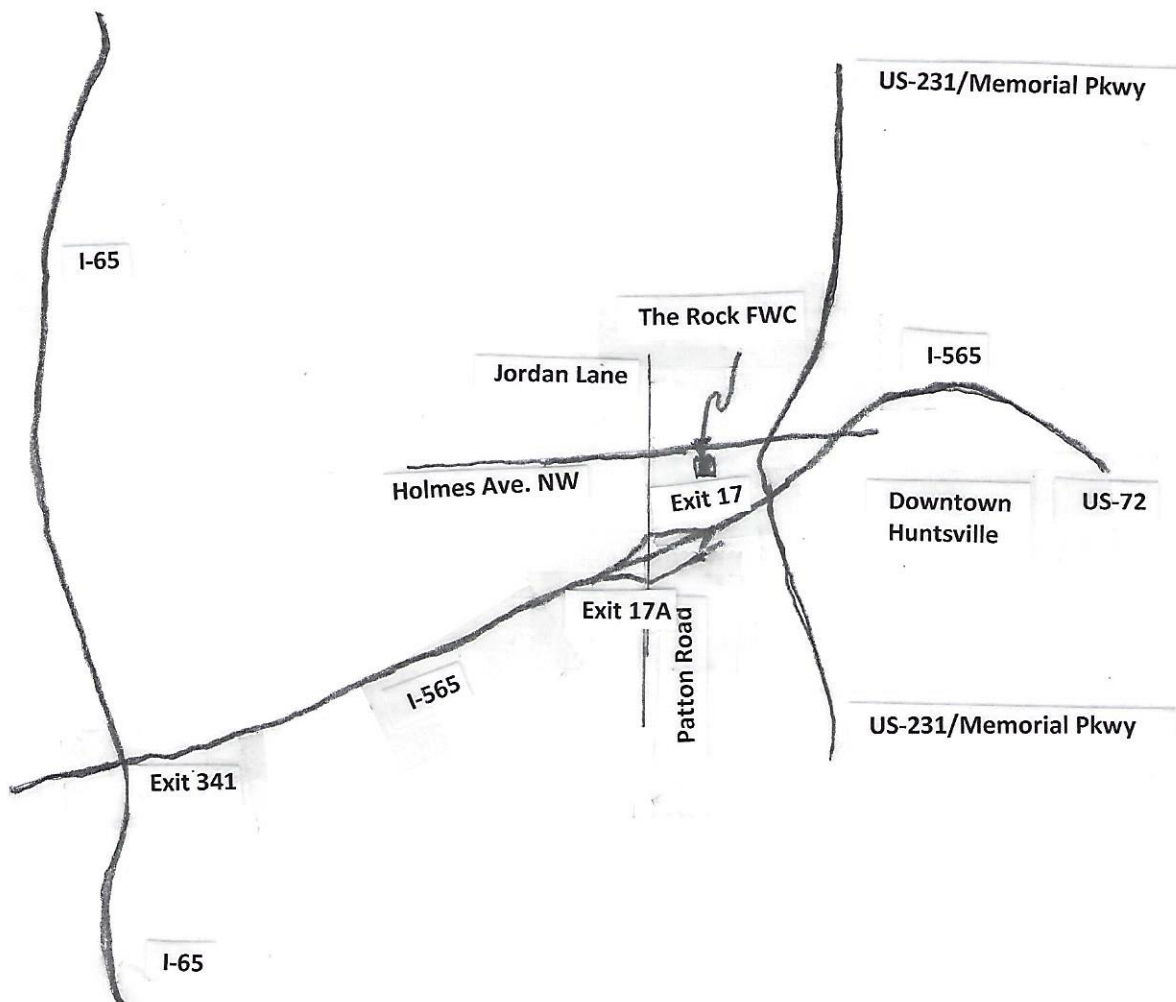 US-231/Memorial Pkwy
I-65
The Rock FWC
I-565
Jordan Lane
Holmes Ave. NW
Exit 17
Downtown
Huntsville
US-72
Exit 17A
Patton Road
I-565
US-231/Memorial Pkwy
Exit 341
I-65